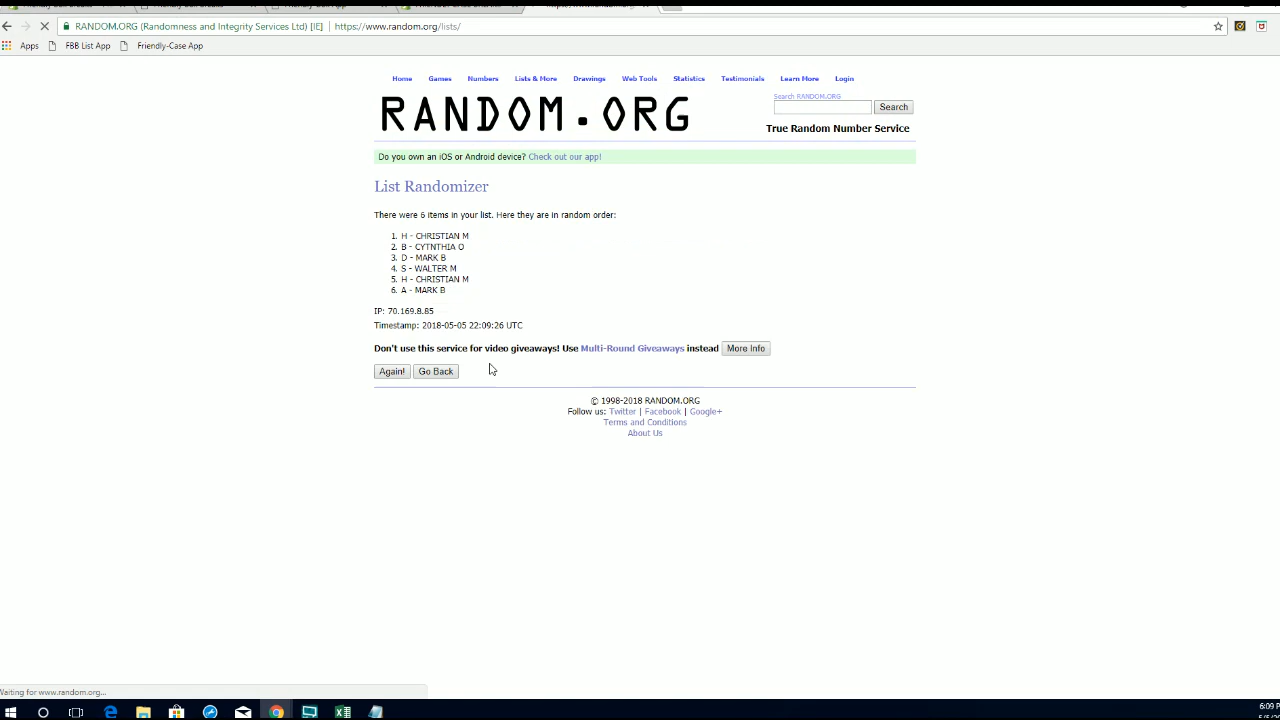 RANDOM.ORG (Randomness and Integrity Services Ltd) [IE] https://www.random.org/lists/
Apps FBB List App Friendly-Case App
Home Games Numbers Lists & More Drawings Web Tools Statistics Testimonials Learn More Login
RANDOM.ORG
Search RANDOM.ORG
Search
True Random Number Service
Do you own an iOS or Android device? Check out our app!
List Randomizer
There were 6 items in your list. Here they are in random order:
1. H - CHRISTIAN M
2. B - CYTNTHIA O
3. D - MARK B
4. S - WALTER M
5. H - CHRISTIAN M
6. A - MARK B
IP: 70.169.8.85
Timestamp: 2018-05-05 22:09:26 UTC
Don't use this service for video giveaways! Use Multi-Round Giveaways instead More Info
Again! Go Back
© 1998-2018 RANDOM.ORG
Follow us: Twitter | Facebook | Google+
Terms and Conditions
About Us
Waiting for www.random.org...
6:09